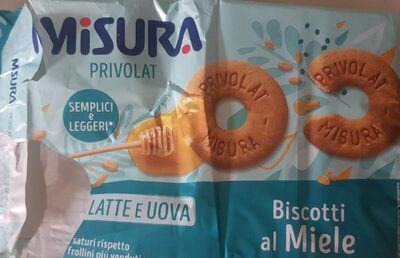 MiSURA
PRIVOLAT
SEMPLICI
e
LEGGERI*
MISURA
PRIVOLAT
MISURA
PRIVOLAT
MISURA
LATTE E UOVA
saturi rispetto
frollini più venduti
Biscotti
al Miele